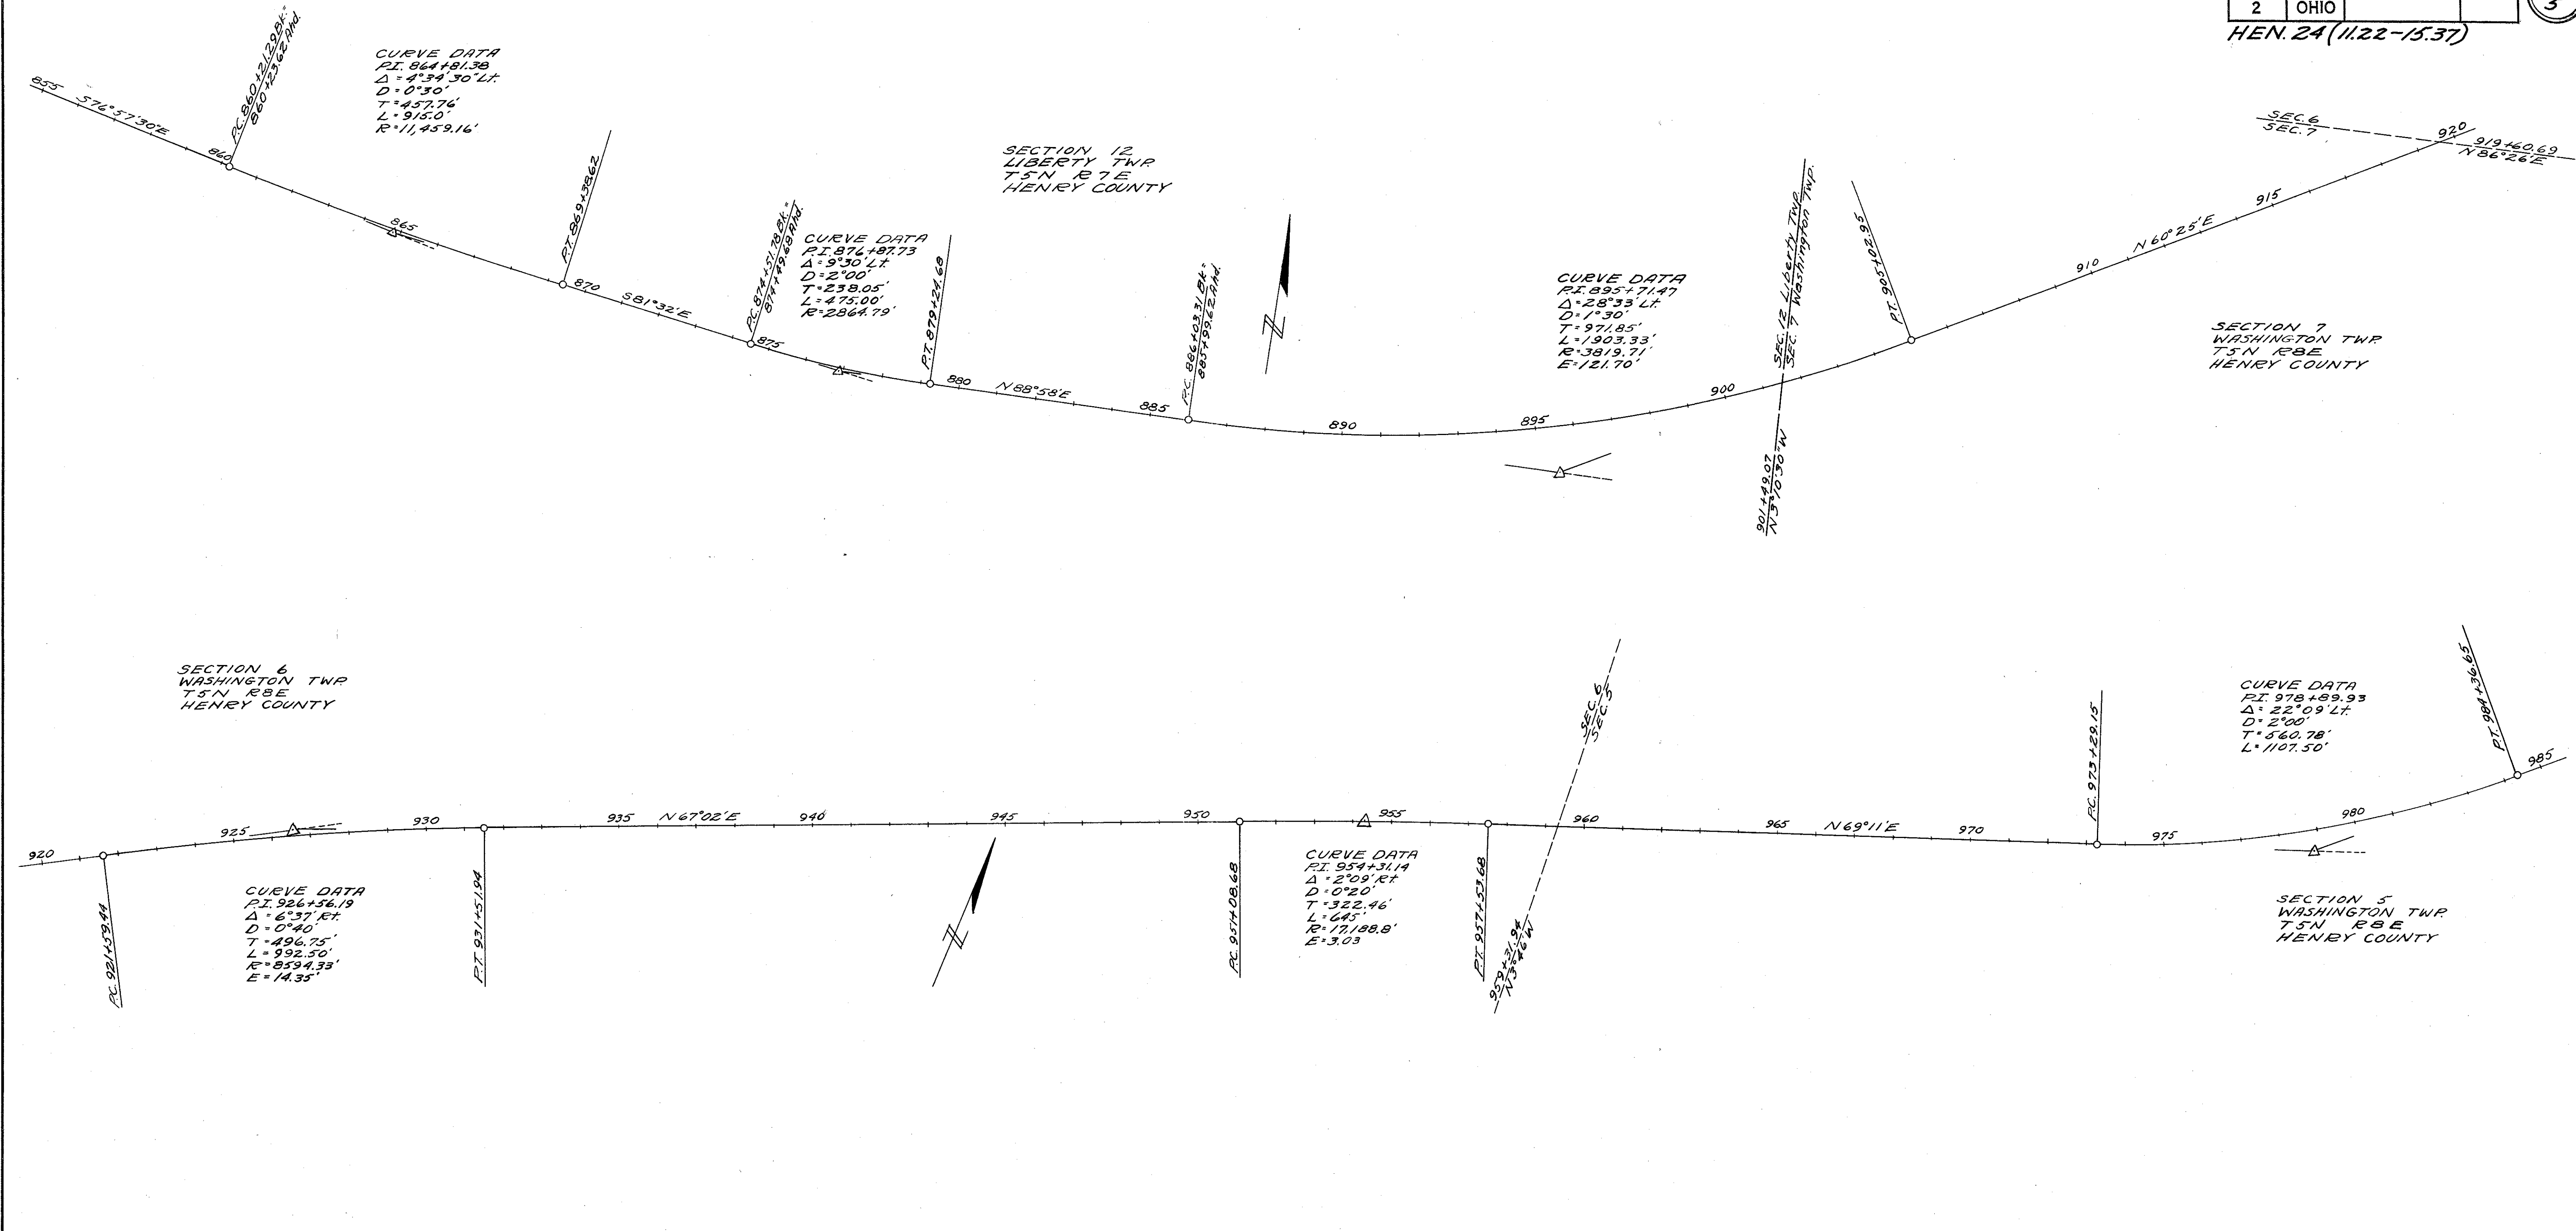 2 OHIO
3
HEN. 24 (11.22-15.37)
855
S76°57'30"E
P.C. 860+21.29 Bk.=
860+23.62 Ahd.
860
CURVE DATA
P.I. 864+81.38
Δ = 4°34'30" Lt.
D = 0°30'
T = 457.76'
L = 915.0'
R = 11,459.16'
865
P.T. 869+38.62
870
S81°32'E
P.C. 874+51.78 Bk.=
874+49.68 Ahd.
875
CURVE DATA
P.I. 876+87.73
Δ = 9°30' Lt.
D = 2°00'
T = 238.05'
L = 475.00'
R = 2864.79'
P.T. 879+24.68
880
N88°58'E
SECTION 12
LIBERTY TWP.
T5N R7E
HENRY COUNTY
885
P.C. 886+03.31 Bk=
885+99.62 Ahd.
N
890
895
CURVE DATA
P.I. 895+71.47
Δ = 28°33' Lt.
D = 1°30'
T = 971.85'
L = 1903.33'
R = 3819.71'
E = 121.70'
900
SEC. 12 Liberty Twp.
SEC. 7 Washington Twp.
901+49.07
N3°10'30"W
P.T. 905+02.95
910
N60°25'E
915
SEC. 6
SEC. 7
920
919+60.69
N86°26'E
SECTION 7
WASHINGTON TWP.
T5N R8E
HENRY COUNTY
SECTION 6
WASHINGTON TWP.
T5N R8E
HENRY COUNTY
920
P.C. 921+59.44
925
CURVE DATA
P.I. 926+56.19
Δ = 6°37' Rt.
D = 0°40'
T = 496.75'
L = 992.50'
R = 8594.33'
E = 14.35'
930
P.T. 931+51.94
935
N67°02'E
940
N
945
950
P.C. 951+08.68
955
CURVE DATA
P.I. 954+31.14
Δ = 2°09' Rt.
D = 0°20'
T = 322.46'
L = 645'
R = 17,188.8'
E = 3.03
P.T. 957+53.68
SEC. 6
SEC. 5
959+31.94
N3°46'W
960
965
N69°11'E
970
P.C. 973+29.15
975
CURVE DATA
P.I. 978+89.93
Δ = 22°09' Lt.
D = 2°00'
T = 560.78'
L = 1107.50'
980
P.T. 984+36.65
985
SECTION 5
WASHINGTON TWP.
T5N R8E
HENRY COUNTY